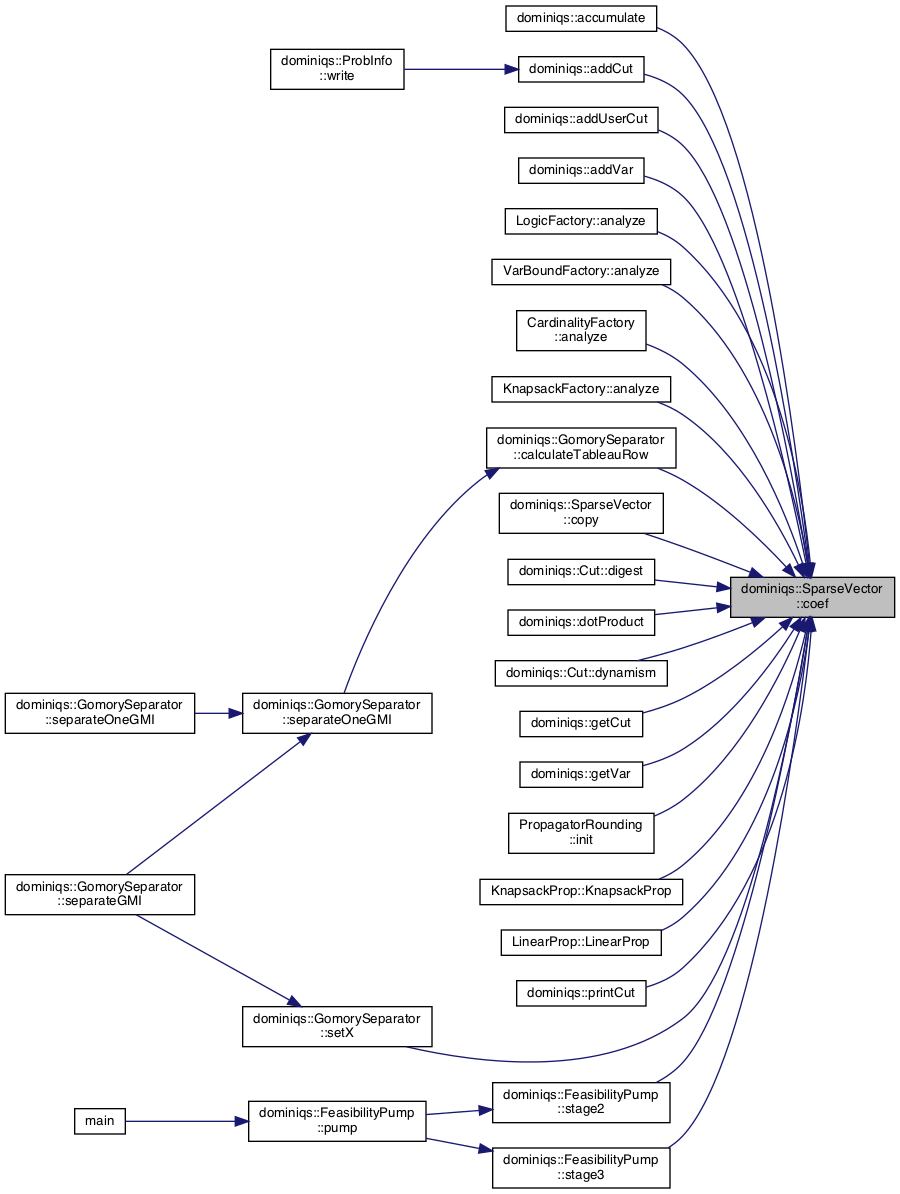 dominiqs::accumulate
dominiqs::ProbInfo
::write
dominiqs::addCut
dominiqs::addUserCut
dominiqs::addVar
LogicFactory::analyze
VarBoundFactory::analyze
CardinalityFactory
::analyze
KnapsackFactory::analyze
dominiqs::GomorySeparator
::calculateTableauRow
dominiqs::SparseVector
::copy
dominiqs::Cut::digest
dominiqs::SparseVector
::coef
dominiqs::dotProduct
dominiqs::Cut::dynamism
dominiqs::GomorySeparator
::separateOneGMI
dominiqs::GomorySeparator
::separateOneGMI
dominiqs::getCut
dominiqs::getVar
PropagatorRounding
::init
dominiqs::GomorySeparator
::separateGMI
KnapsackProp::KnapsackProp
LinearProp::LinearProp
dominiqs::printCut
dominiqs::GomorySeparator
::setX
main
dominiqs::FeasibilityPump
::pump
dominiqs::FeasibilityPump
::stage2
dominiqs::FeasibilityPump
::stage3